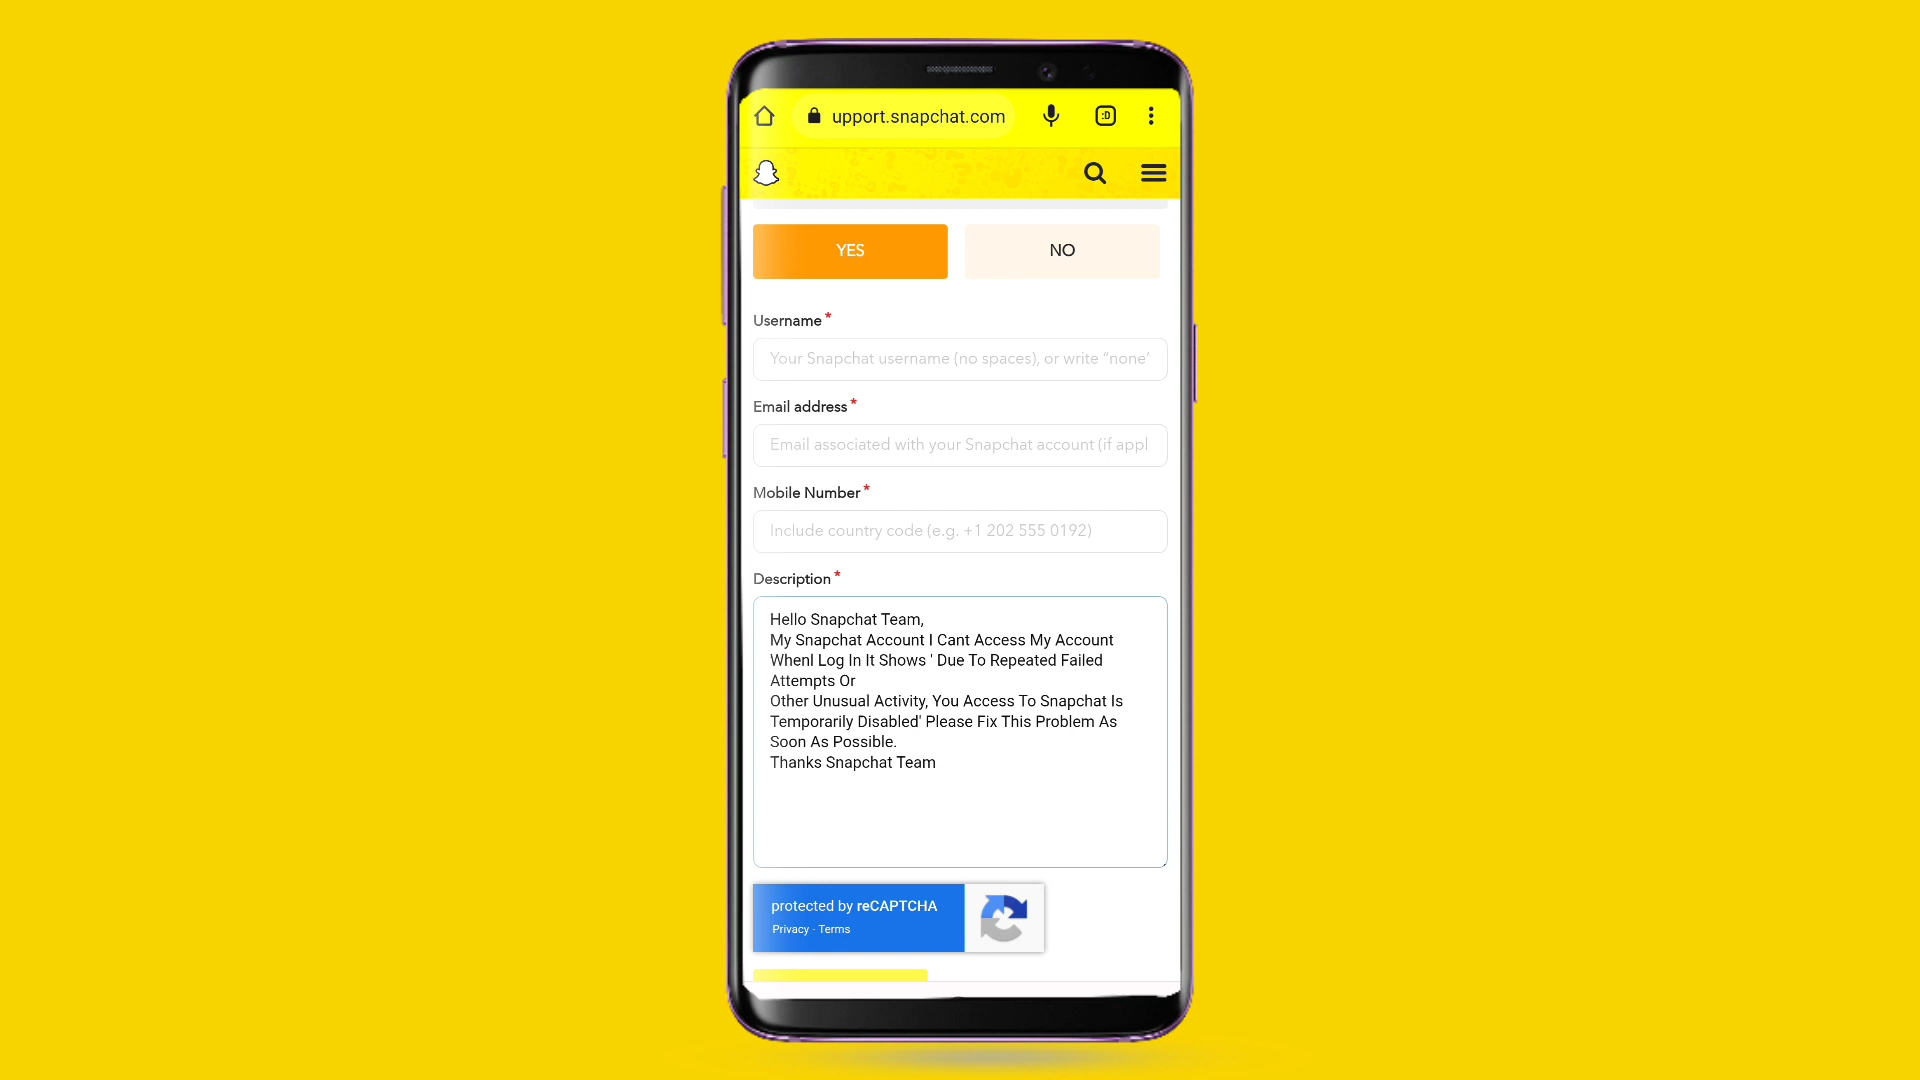 upport.snapchat.com
:D
YES
NO
Username *
Your Snapchat username (no spaces), or write “none’
Email address *
Email associated with your Snapchat account (if appl
Mobile Number *
Include country code (e.g. +1 202 555 0192)
Description *
Hello Snapchat Team,
My Snapchat Account I Cant Access My Account
WhenI Log In It Shows ' Due To Repeated Failed
Attempts Or
Other Unusual Activity, You Access To Snapchat Is
Temporarily Disabled' Please Fix This Problem As
Soon As Possible.
Thanks Snapchat Team
protected by reCAPTCHA
Privacy · Terms